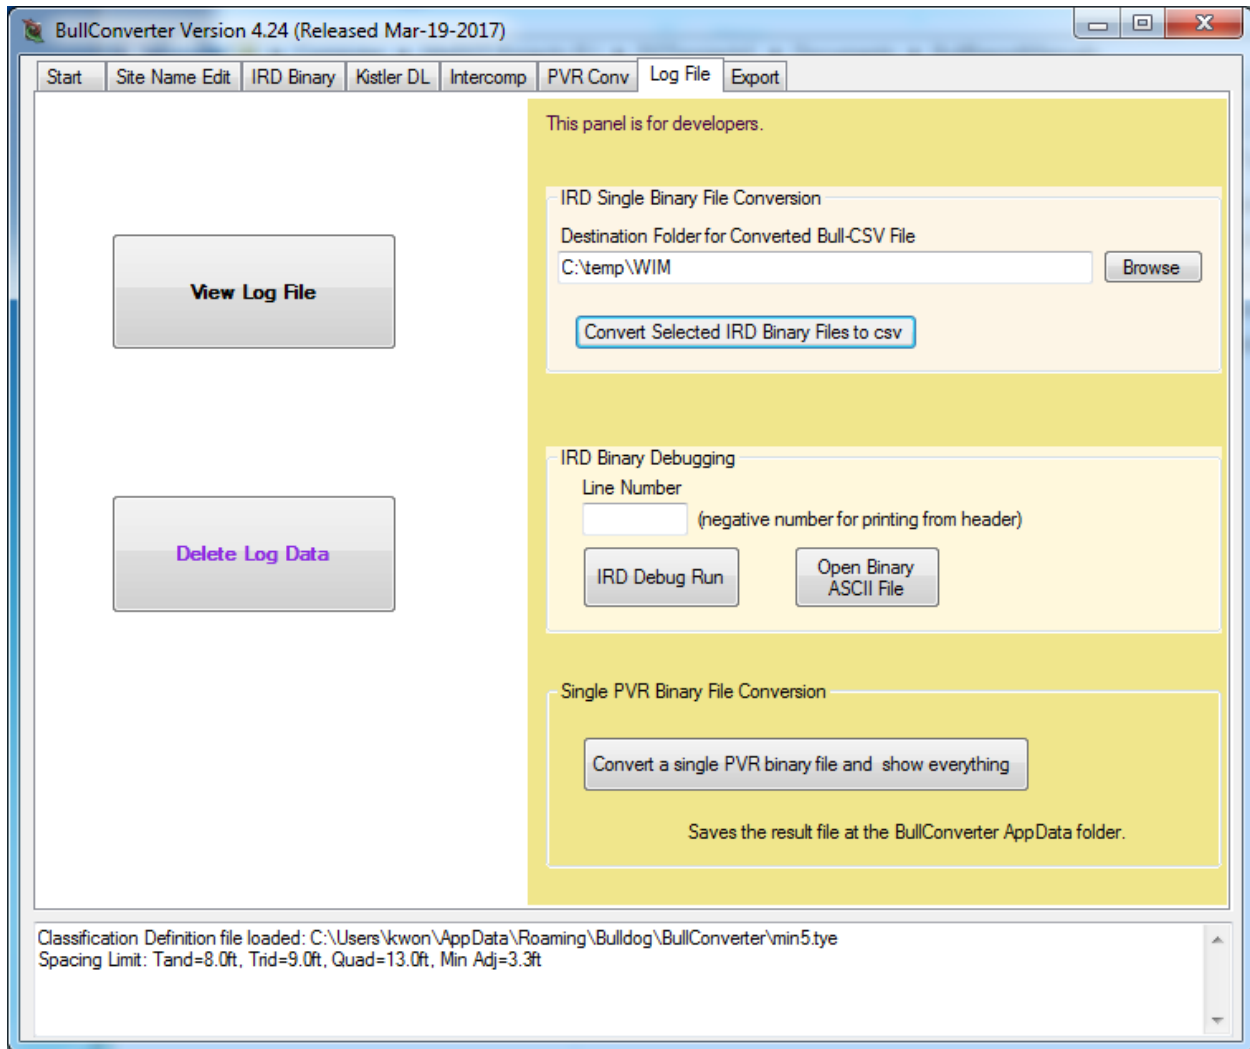 BullConverter Version 4.24 (Released Mar-19-2017)
Start Site Name Edit IRD Binary Kistler DL Intercomp PVR Conv Log File Export
View Log File
Delete Log Data
This panel is for developers.
IRD Single Binary File Conversion
Destination Folder for Converted Bull-CSV File
C:\temp\WIM Browse
Convert Selected IRD Binary Files to csv
IRD Binary Debugging
Line Number
(negative number for printing from header)
IRD Debug Run
Open Binary
ASCII File
Single PVR Binary File Conversion
Convert a single PVR binary file and  show everything
Saves the result file at the BullConverter AppData folder.
Classification Definition file loaded: C:\Users\kwon\AppData\Roaming\Bulldog\BullConverter\min5.tye
Spacing Limit: Tand=8.0ft, Trid=9.0ft, Quad=13.0ft, Min Adj=3.3ft